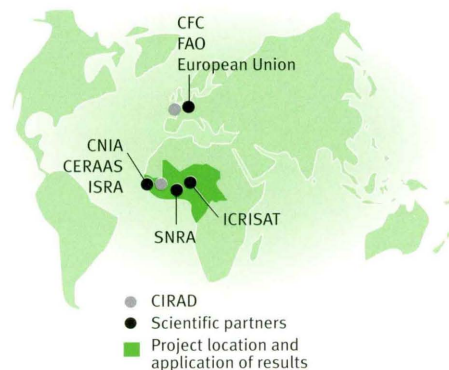 CFC
FAO
European Union
CNIA
CERAAS
ISRA
ICRISAT
SNRA
CIRAD
Scientific partners
Project location and
application of results